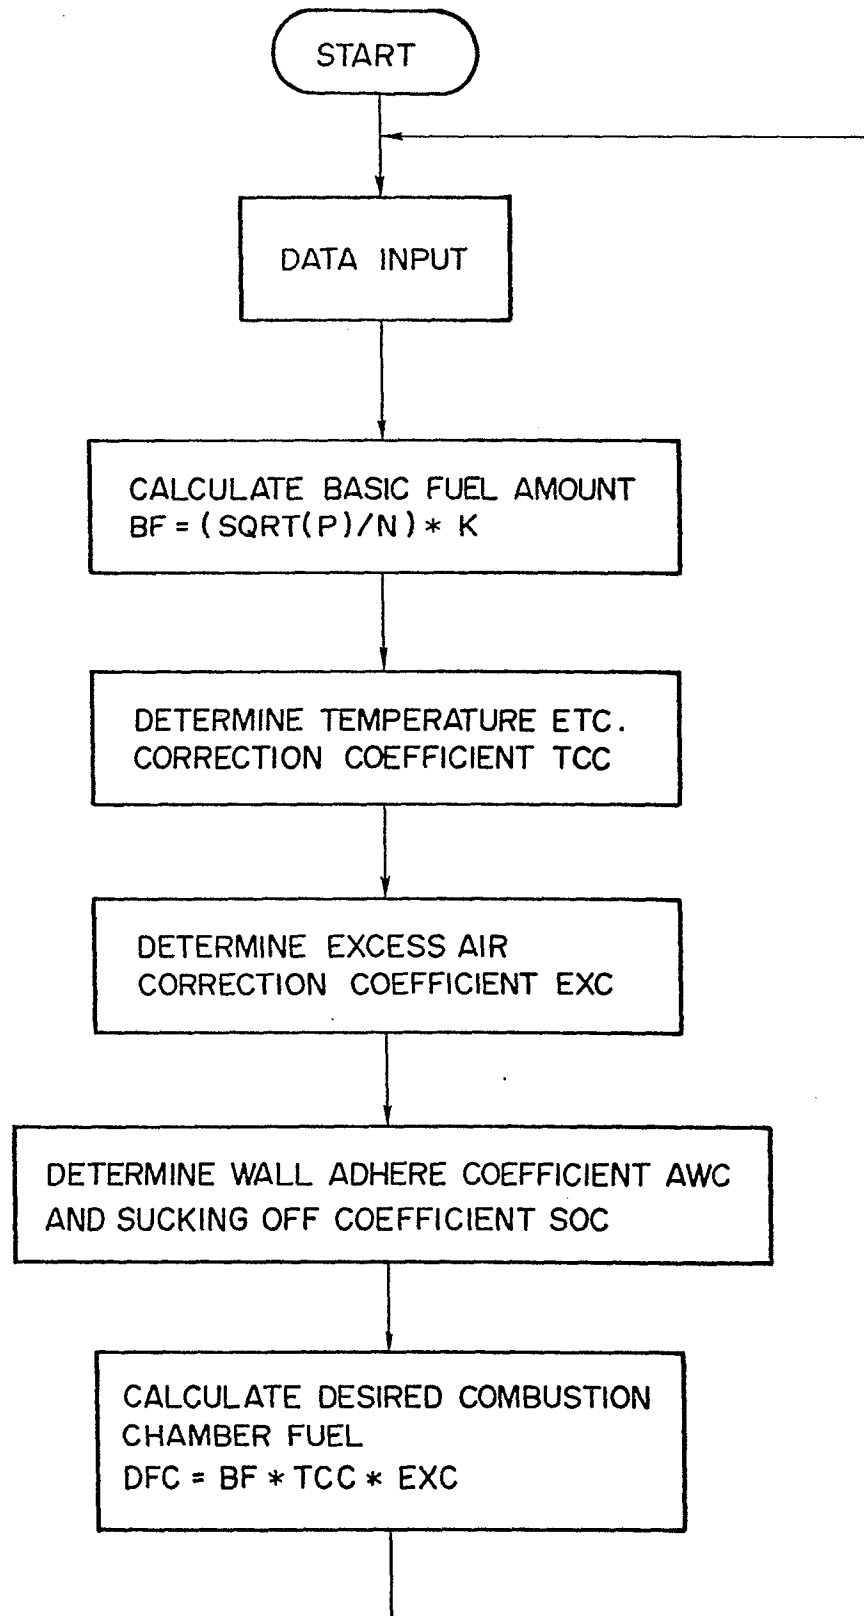 START
DATA INPUT
CALCULATE BASIC FUEL AMOUNT
BF = (SQRT(P)/N) * K
DETERMINE TEMPERATURE ETC.
CORRECTION COEFFICIENT TCC
DETERMINE EXCESS AIR
CORRECTION COEFFICIENT EXC
DETERMINE WALL ADHERE COEFFICIENT AWC
AND SUCKING OFF COEFFICIENT SOC
CALCULATE DESIRED COMBUSTION
CHAMBER FUEL
DFC = BF * TCC * EXC